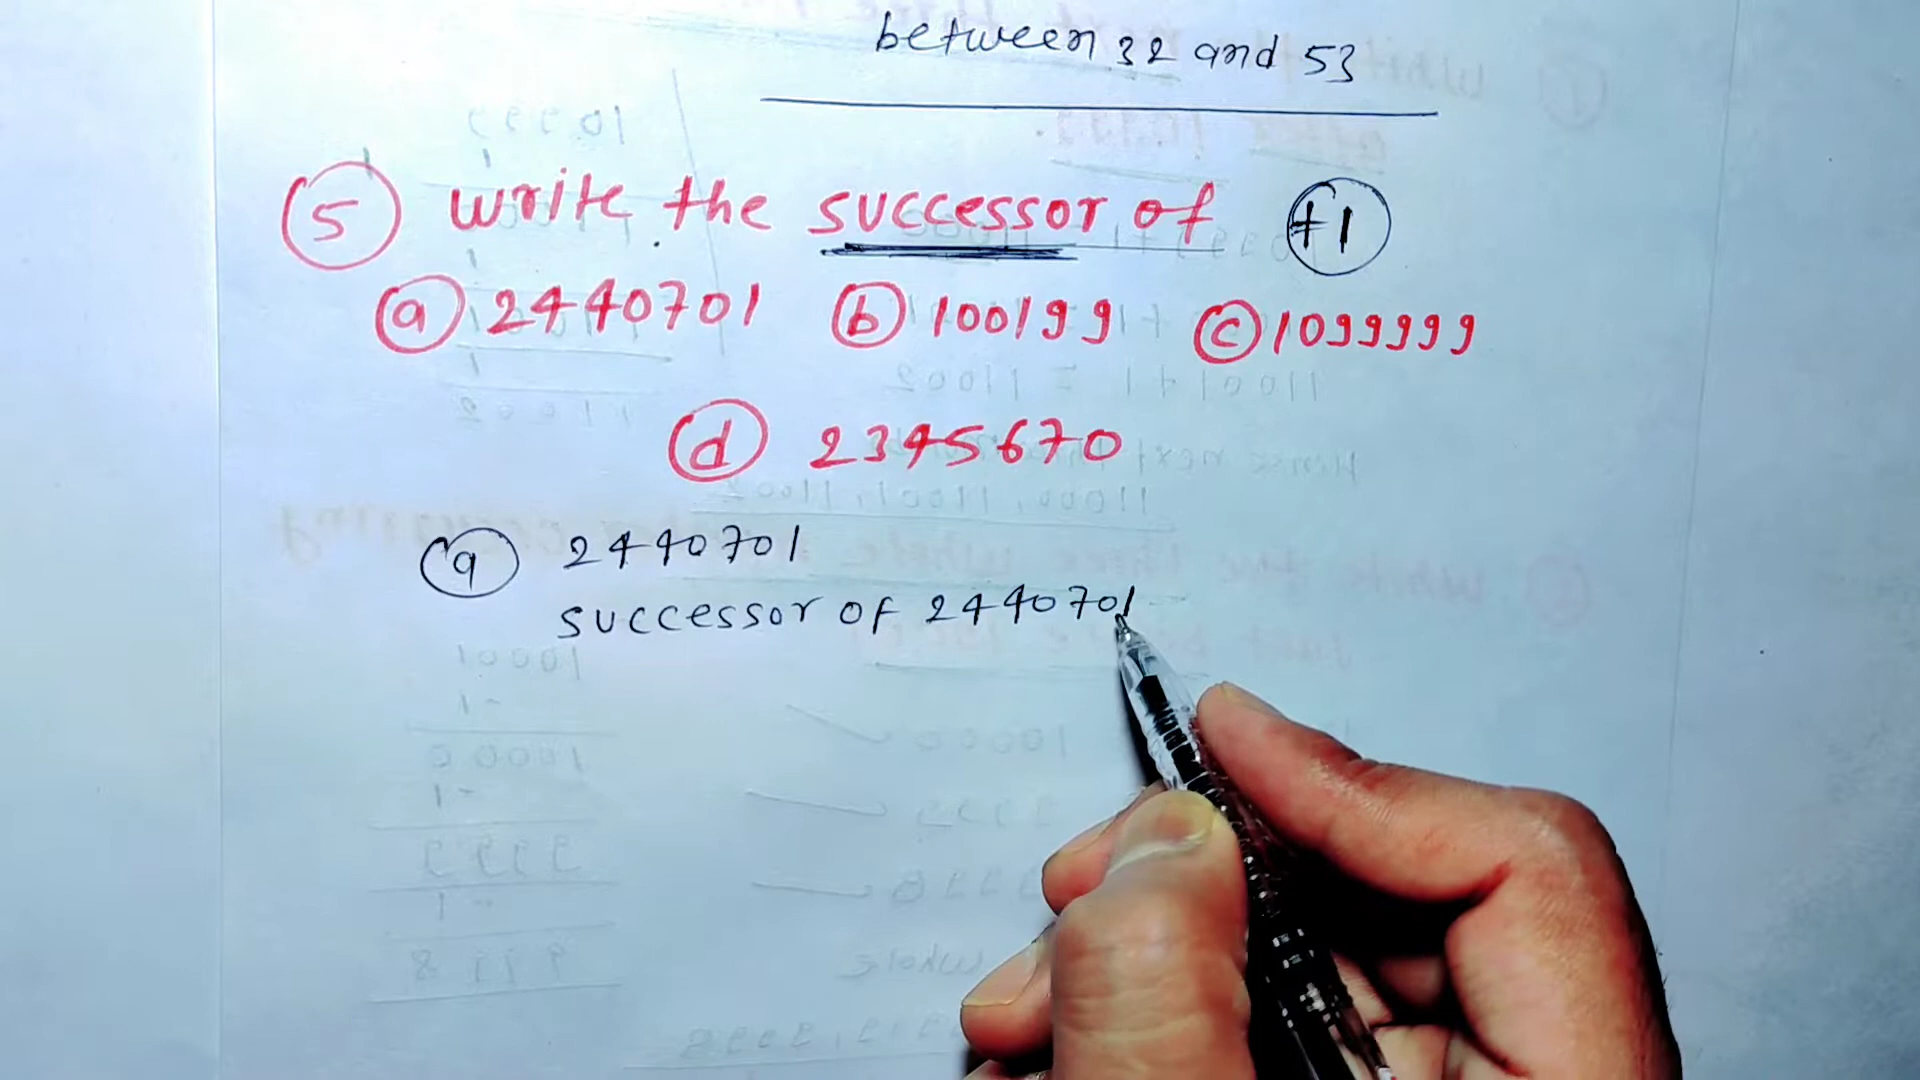 between 32 and 53
5 write the successor of +1
a 2440701 b 100199 c 1099999
d 2345670
a 2440701
successor of 2440701